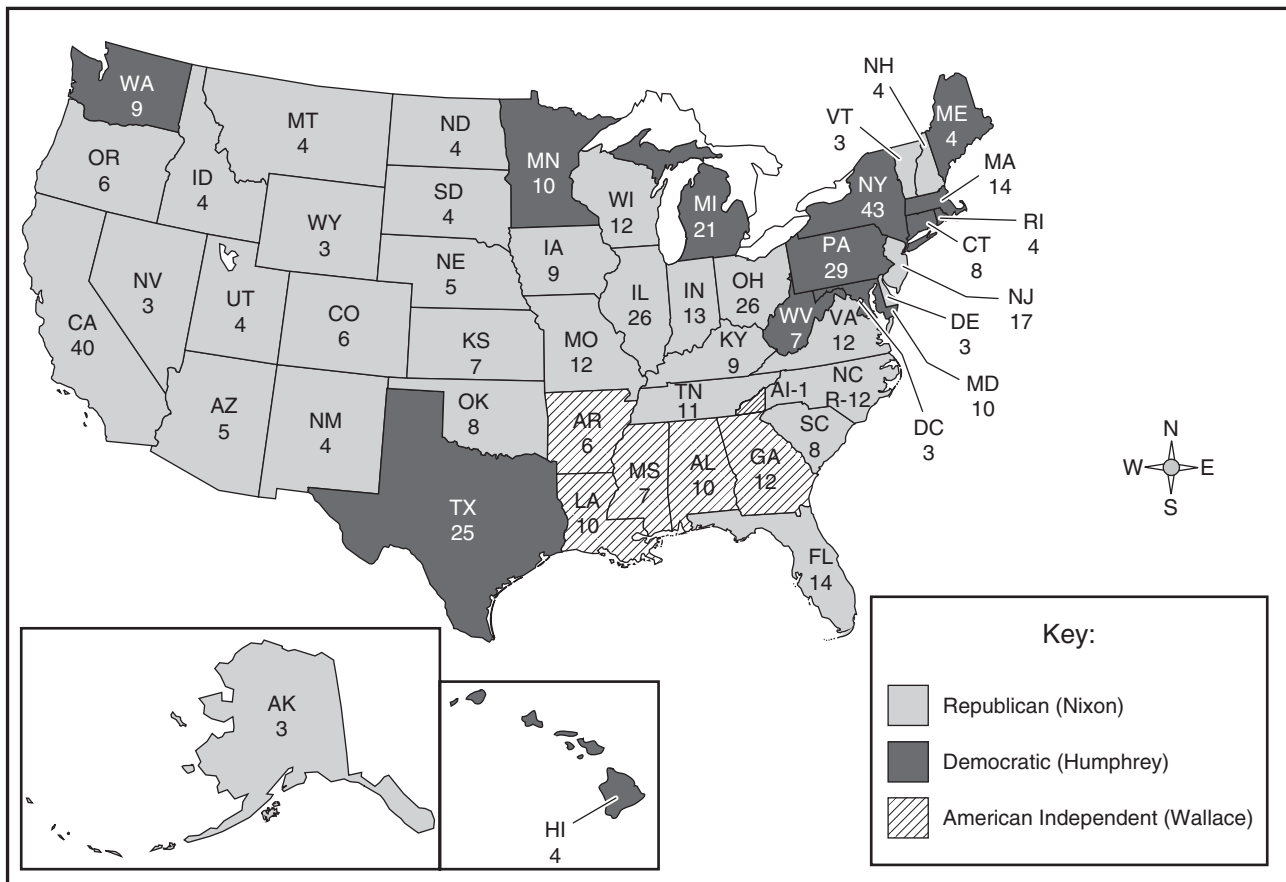 NH
4
WA
9
VT
3
ME
4
MT
4
ND
4
MN
10
MA
14
OR
6
ID
4
SD
4
WI
12
NY
43
MI
21
RI
4
WY
3
CT
8
PA
29
IA
9
NE
5
NV
3
OH
26
IL
26
IN
13
NJ
17
UT
4
CO
6
CA
40
WV
7
VA
12
DE
3
KS
7
MO
12
KY
9
MD
10
NC
R-12
AI-1
TN
11
OK
8
AZ
5
NM
4
AR
6
SC
8
DC
3
MS
7
AL
10
GA
12
N
W E
S
LA
10
TX
25
FL
14
Key:
Republican (Nixon)
Democratic (Humphrey)
American Independent (Wallace)
AK
3
HI
4